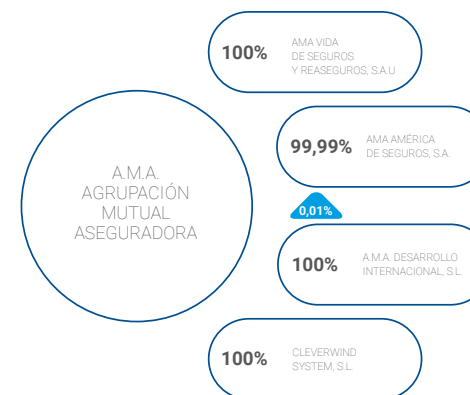 100%
AMA VIDA
DE SEGUROS
Y REASEGUROS, S.A.U
99,99%
AMA AMÉRICA
DE SEGUROS, S.A.
A.M.A.
AGRUPACIÓN
MUTUAL
ASEGURADORA
0,01%
100%
A.M.A. DESARROLLO
INTERNACIONAL, S.L.
100%
CLEVERWIND
SYSTEM, S.L.